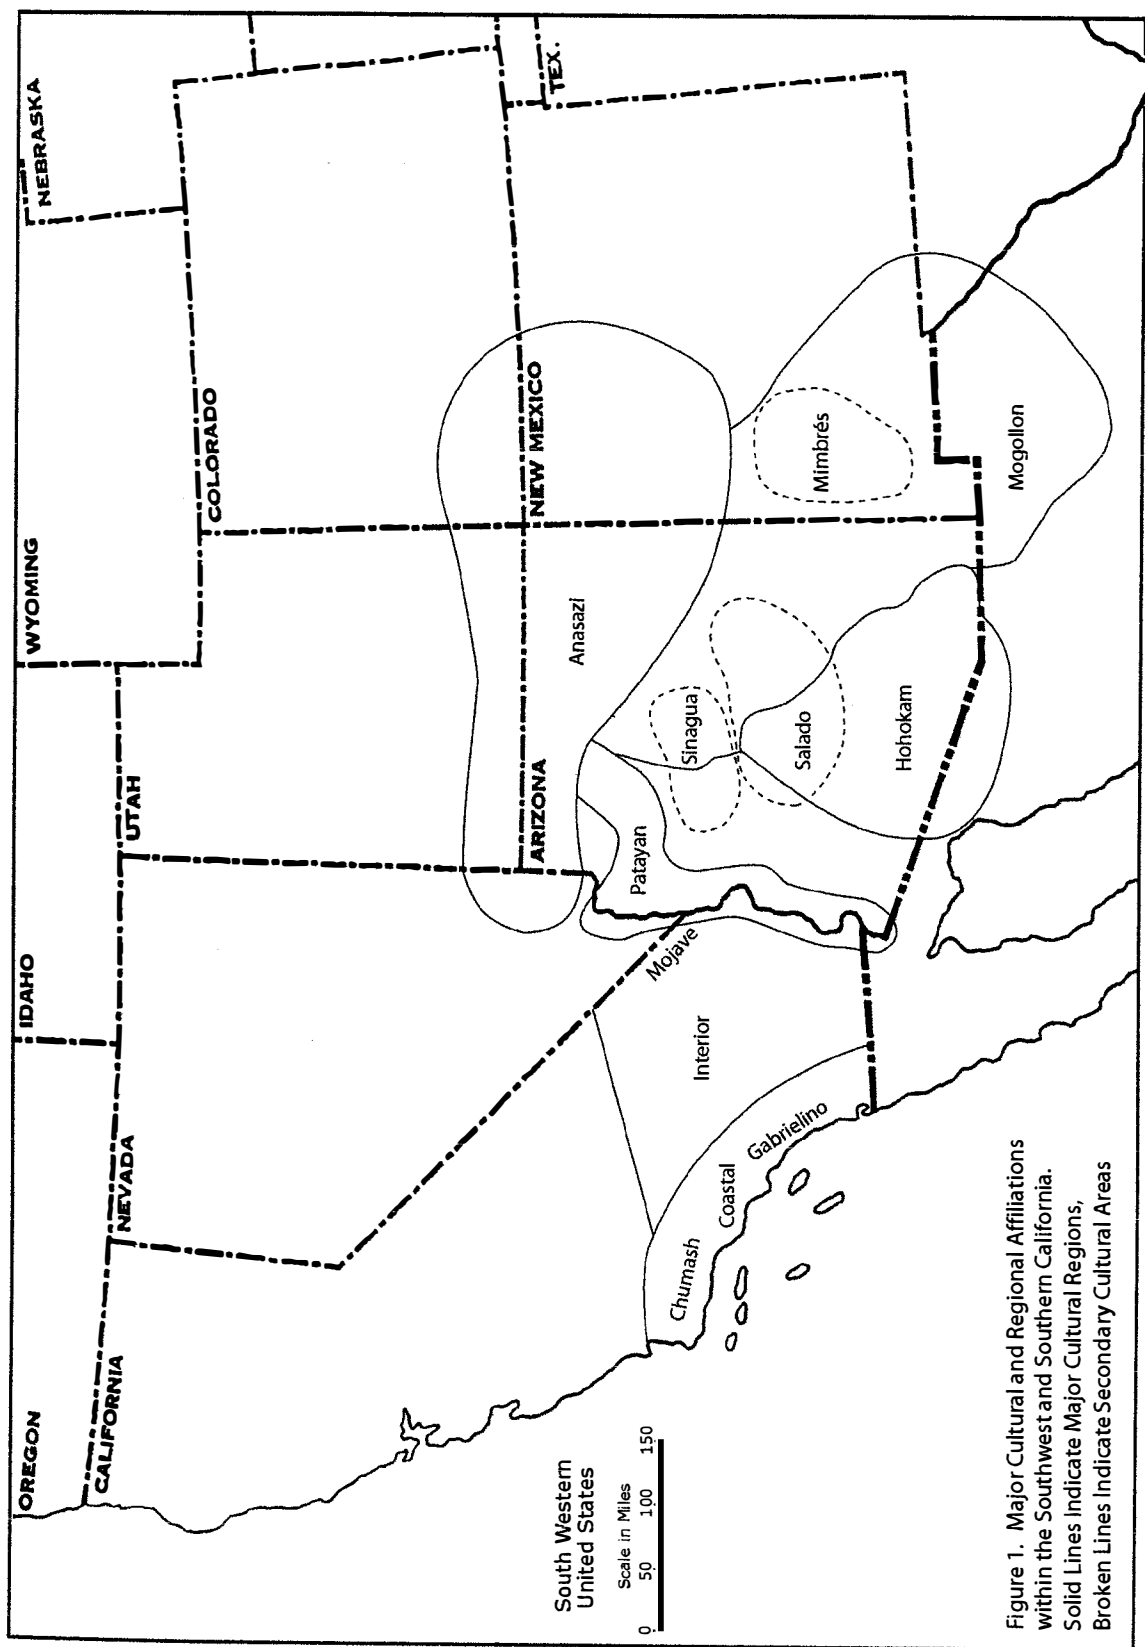 OREGON
IDAHO
WYOMING
NEBRASKA
CALIFORNIA
NEVADA
UTAH
COLORADO
ARIZONA
NEW MEXICO
TEX.
Anasazi
Patayan
Mojave
Sinagua
Interior
Chumash
Coastal
Gabrielino
Salado
Mimbrés
Hohokam
Mogollon
South Western
United States
Scale in Miles
0 50 100 150
Figure 1. Major Cultural and Regional Affiliations
within the Southwest and Southern California.
Solid Lines Indicate Major Cultural Regions,
Broken Lines Indicate Secondary Cultural Areas